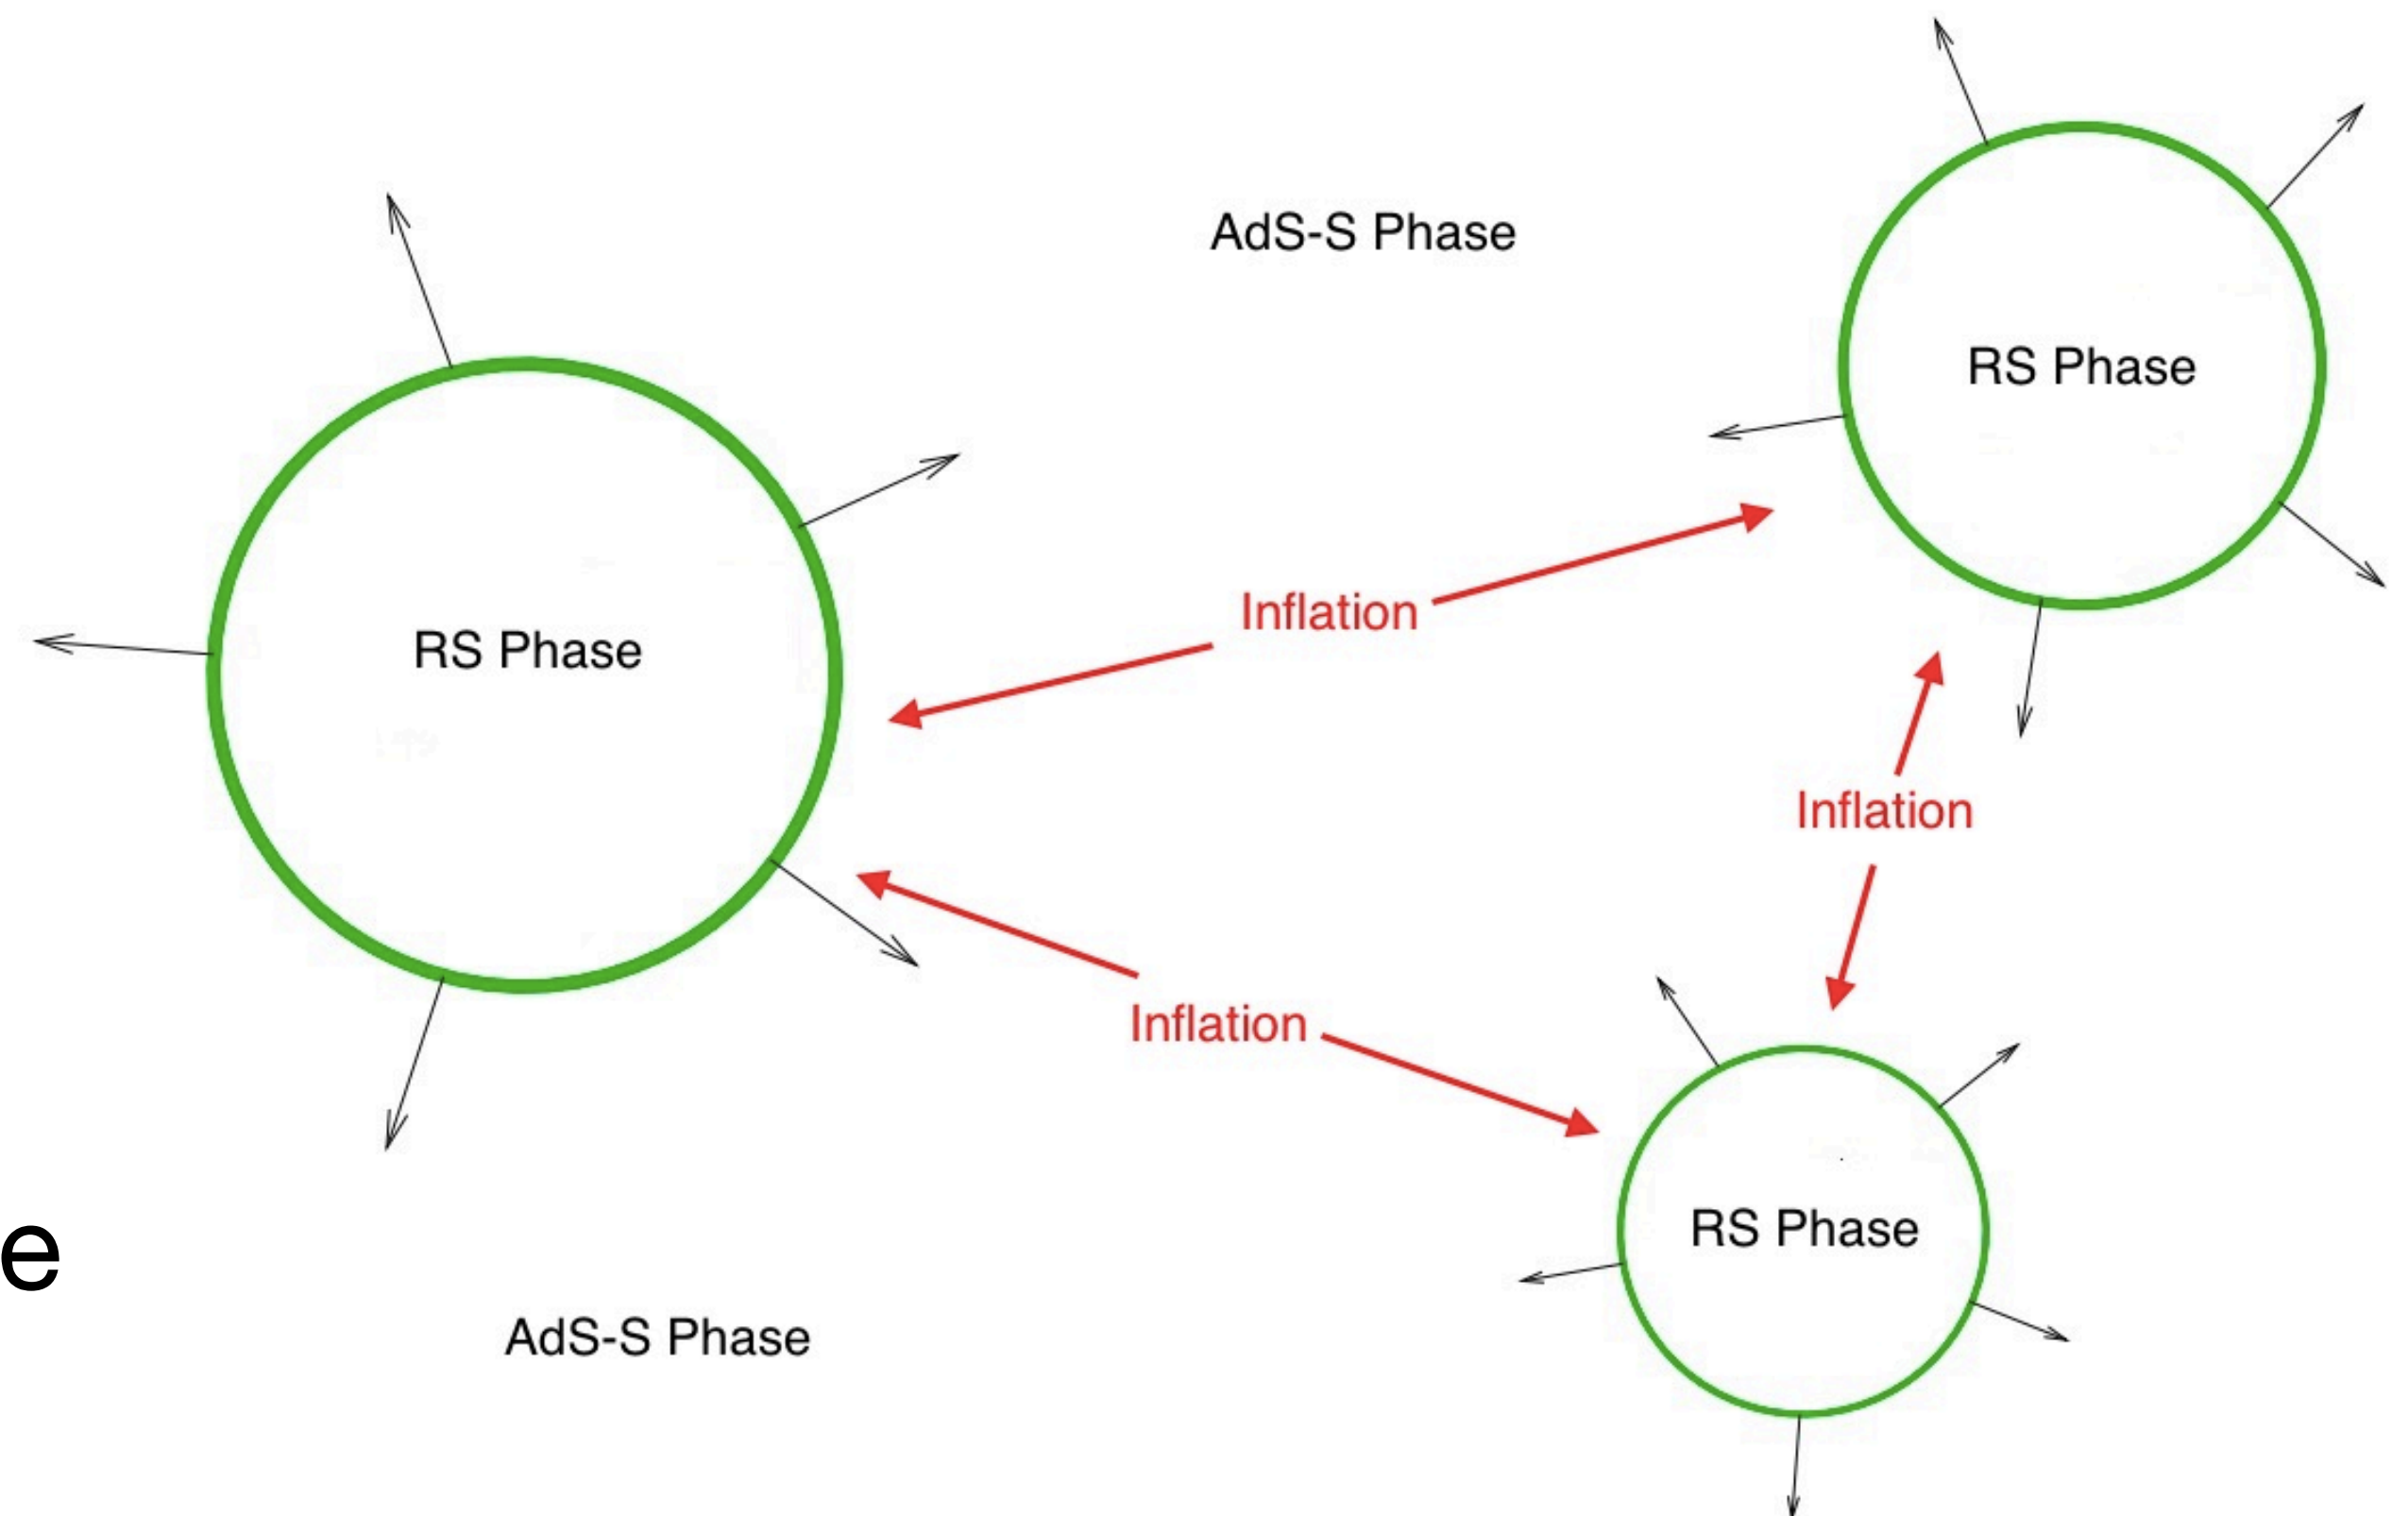 AdS-S Phase
RS Phase
Inflation
RS Phase
Inflation
Inflation
RS Phase
e
AdS-S Phase